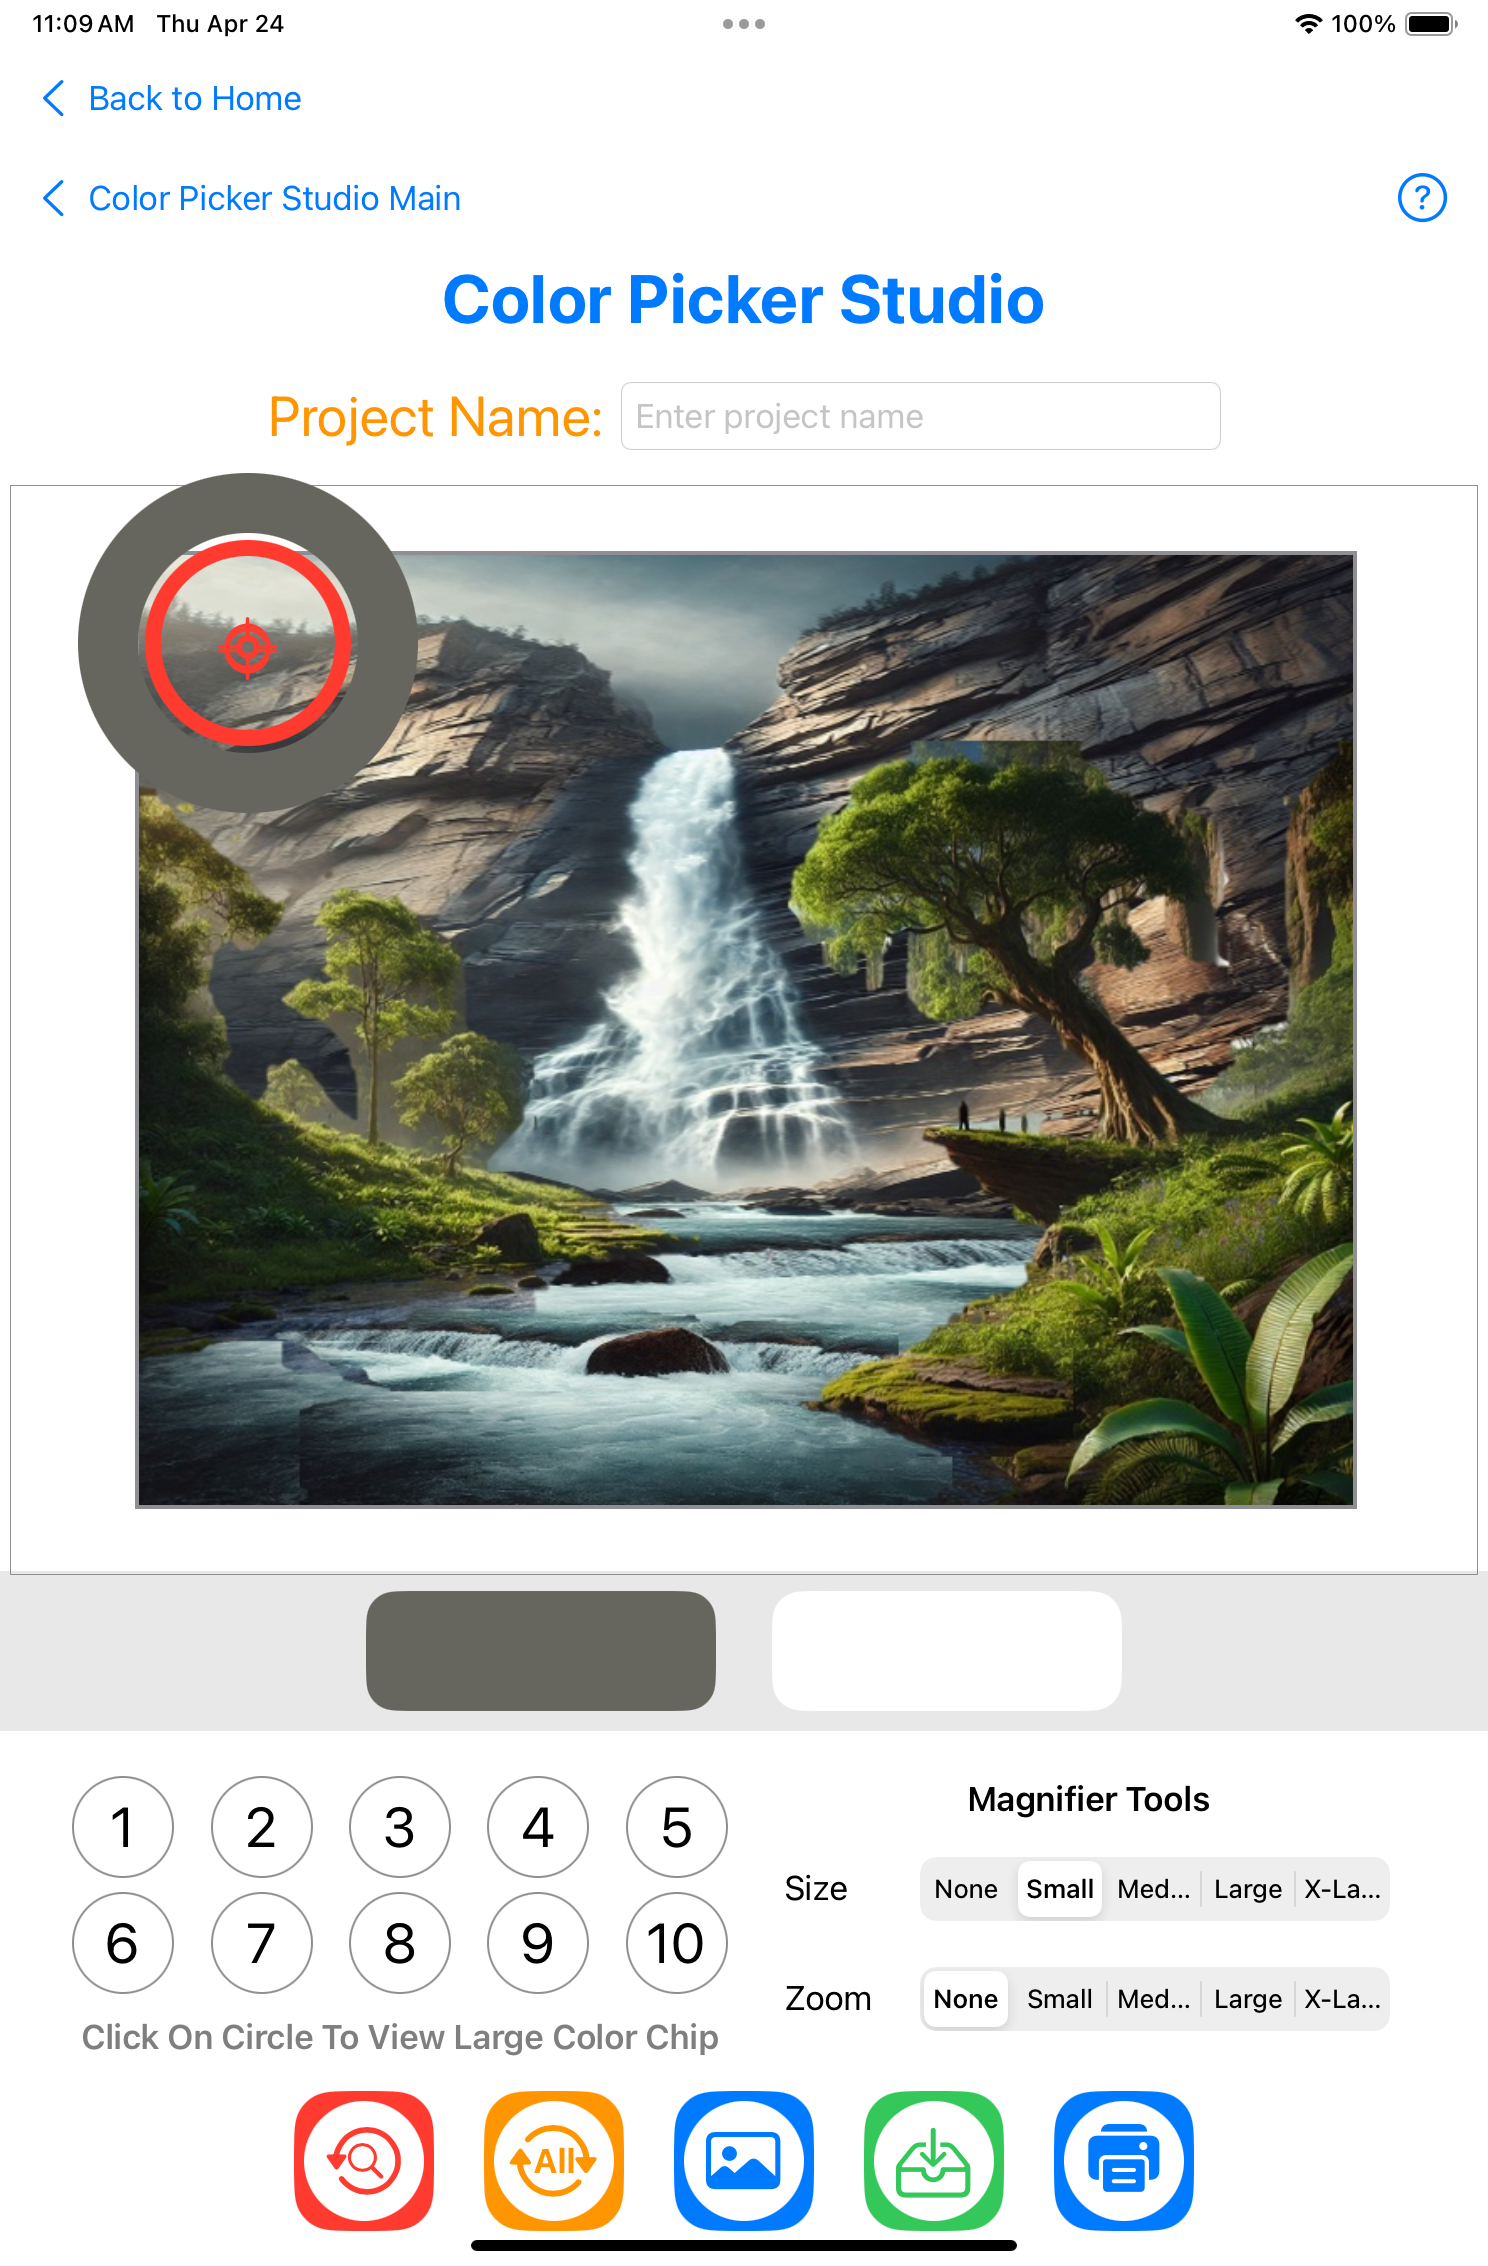 11:09 AM Thu Apr 24 100%
Back to Home
Color Picker Studio Main ?
Color Picker Studio
Project Name: Enter project name
1 2 3 4 5
6 7 8 9 10
Click On Circle To View Large Color Chip
Magnifier Tools
Size None Small Med... Large X-La...
Zoom None Small Med... Large X-La...
All